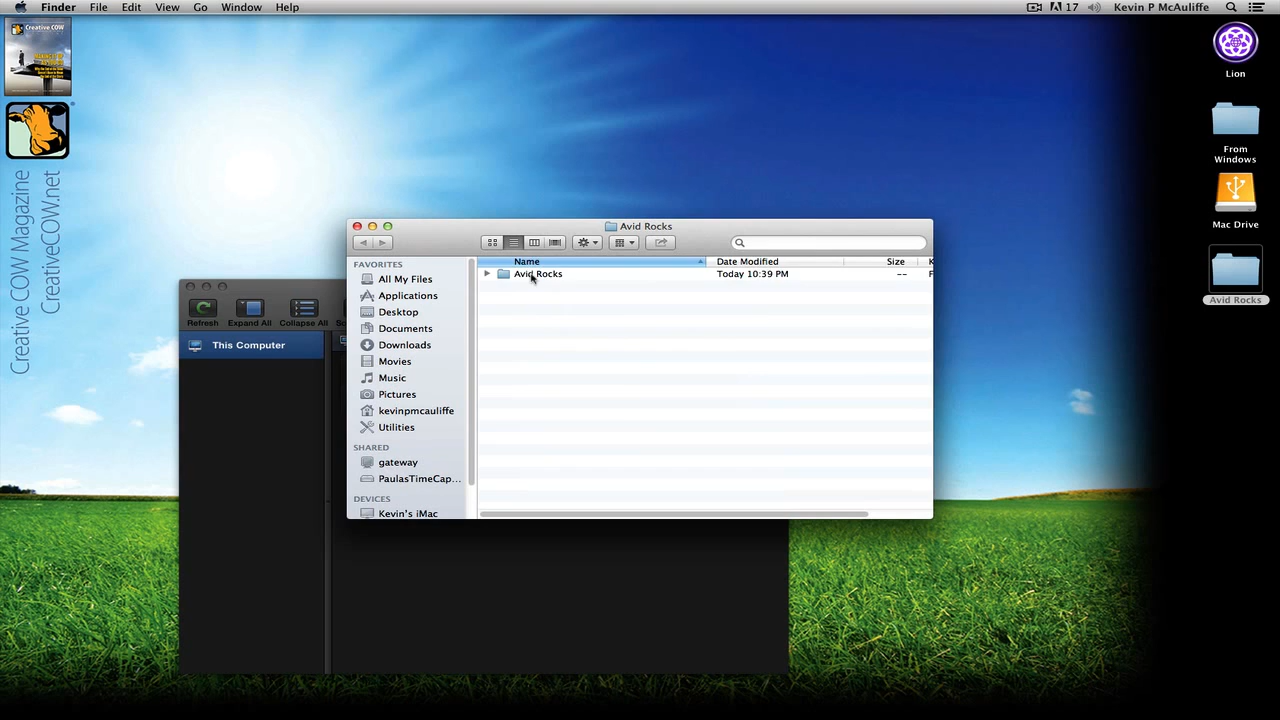 Finder File Edit View Go Window Help
17 Kevin P McAuliffe
Creative COW
Creative COW Magazine
CreativeCOW.net
Lion
From
Windows
Mac Drive
Avid Rocks
Avid Rocks
FAVORITES
All My Files
Applications
Desktop
Documents
Downloads
Movies
Music
Pictures
kevinpmcauliffe
Utilities
SHARED
gateway
PaulasTimeCap...
DEVICES
Kevin's iMac
Name Date Modified Size
Avid Rocks Today 10:39 PM --
Refresh Expand All Collapse All
This Computer